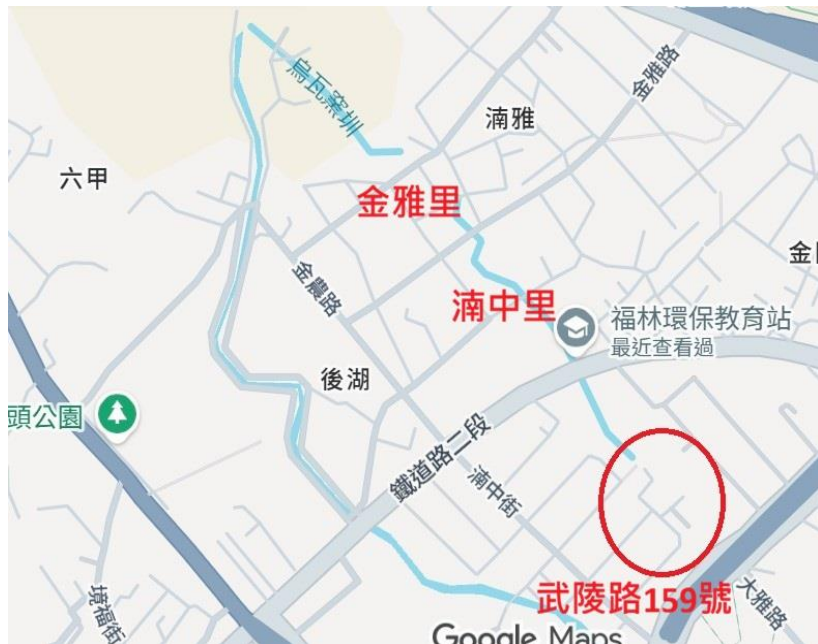 烏瓦窑圳
湳雅
金雅路
六甲
金雅里
金農路
湳中里
福林環保教育站
最近查看過
後湖
頭公園
鐵道路二段
湳中街
境福街
武陵路159號
大雅路
Google Maps